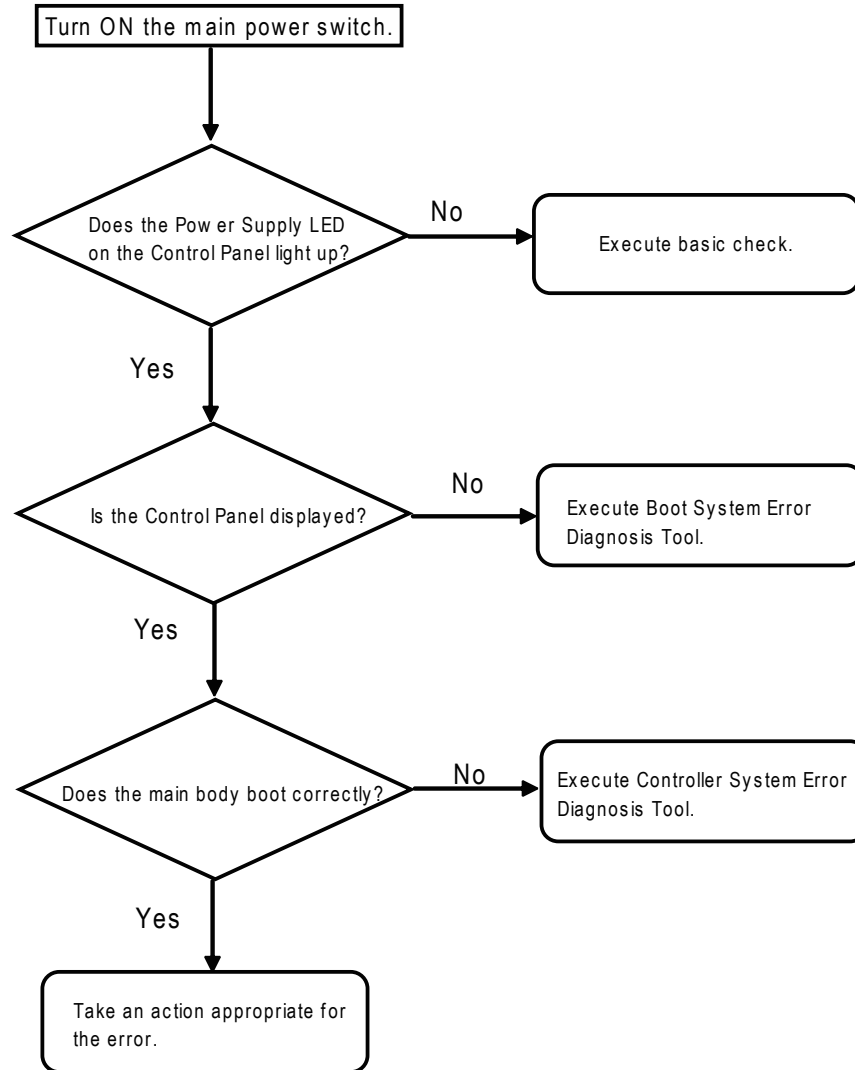 Turn ON the main power switch.
Does the Power Supply LED
on the Control Panel light up?
No
Execute basic check.
Yes
Is the Control Panel displayed?
No
Execute Boot System Error
Diagnosis Tool.
Yes
Does the main body boot correctly?
No
Execute Controller System Error
Diagnosis Tool.
Yes
Take an action appropriate for
the error.